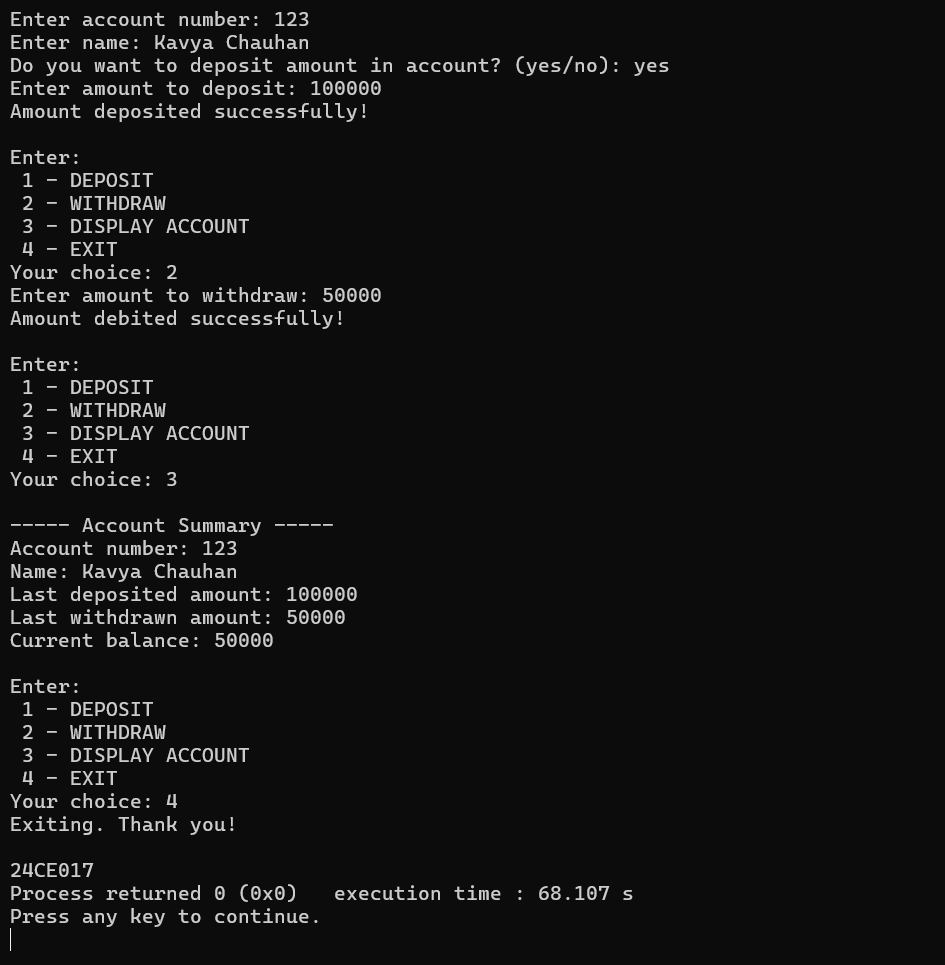 Enter account number: 123
Enter name: Kavya Chauhan
Do you want to deposit amount in account? (yes/no): yes
Enter amount to deposit: 100000
Amount deposited successfully!

Enter:
 1 - DEPOSIT
 2 - WITHDRAW
 3 - DISPLAY ACCOUNT
 4 - EXIT
Your choice: 2
Enter amount to withdraw: 50000
Amount debited successfully!

Enter:
 1 - DEPOSIT
 2 - WITHDRAW
 3 - DISPLAY ACCOUNT
 4 - EXIT
Your choice: 3

----- Account Summary -----
Account number: 123
Name: Kavya Chauhan
Last deposited amount: 100000
Last withdrawn amount: 50000
Current balance: 50000

Enter:
 1 - DEPOSIT
 2 - WITHDRAW
 3 - DISPLAY ACCOUNT
 4 - EXIT
Your choice: 4
Exiting. Thank you!

24CE017
Process returned 0 (0x0)   execution time : 68.107 s
Press any key to continue.